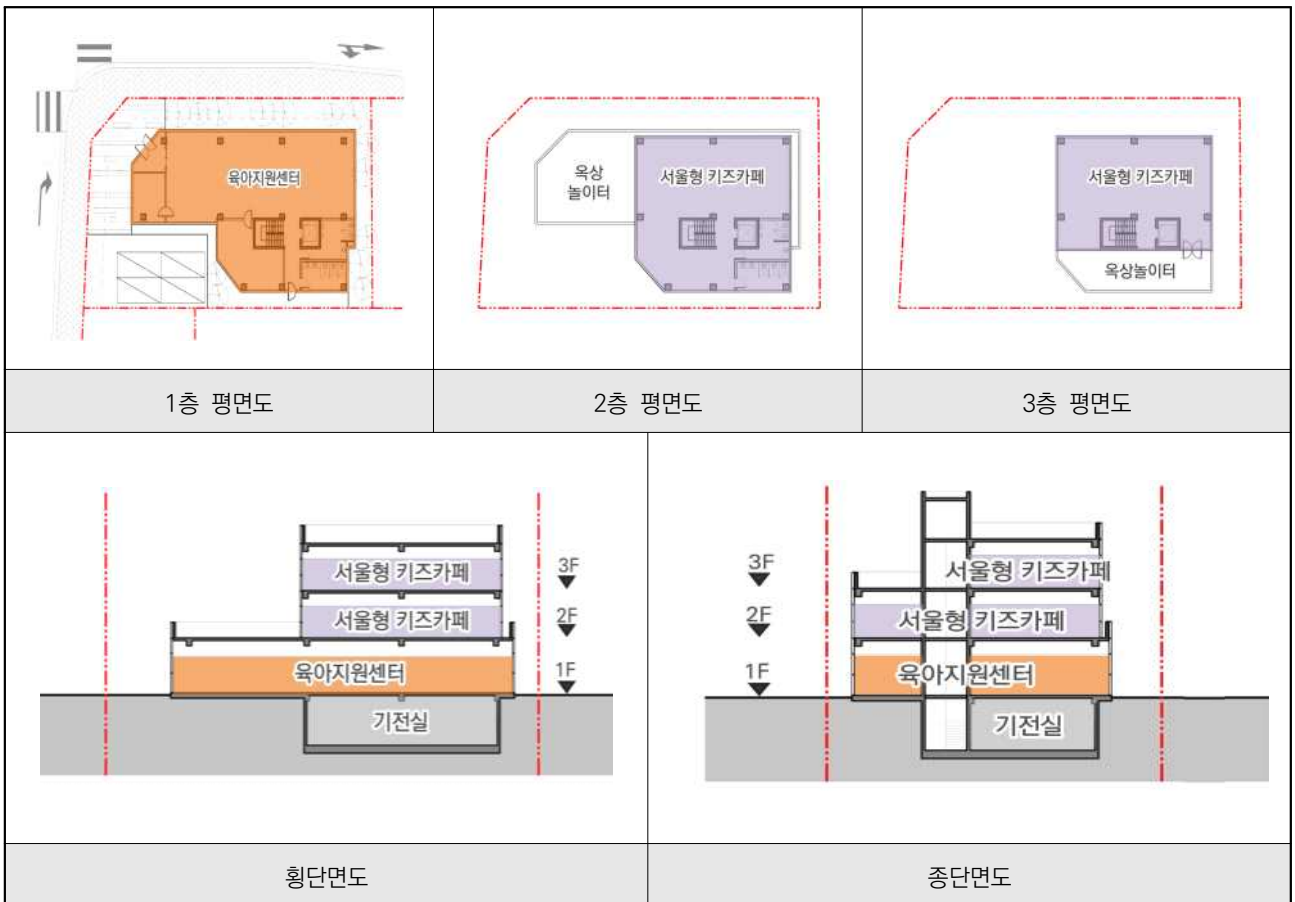 육아지원센터
옥상
놀이터
서울형 키즈카페
서울형 키즈카페
옥상놀이터
1층 평면도
2층 평면도
3층 평면도
서울형 키즈카페
서울형 키즈카페
육아지원센터
기전실
3F
2F
1F
3F
2F
1F
서울형 키즈카페
서울형 키즈카페
육아지원센터
기전실
횡단면도
종단면도